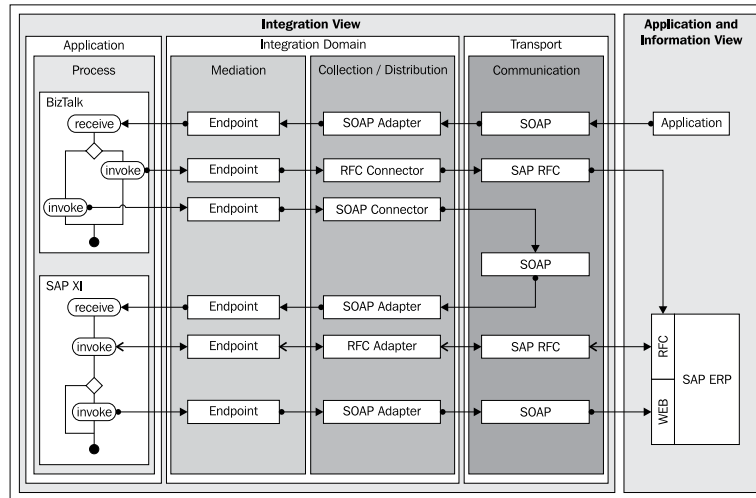 Integration View
Application and
Information View
Application
Integration Domain
Transport
Process
Mediation
Collection / Distribution
Communication
BizTalk
receive
Endpoint
SOAP Adapter
SOAP
Application
invoke
Endpoint
RFC Connector
SAP RFC
invoke
Endpoint
SOAP Connector
SOAP
SAP XI
receive
Endpoint
SOAP Adapter
invoke
Endpoint
RFC Adapter
SAP RFC
RFC
SAP ERP
invoke
Endpoint
SOAP Adapter
SOAP
WEB